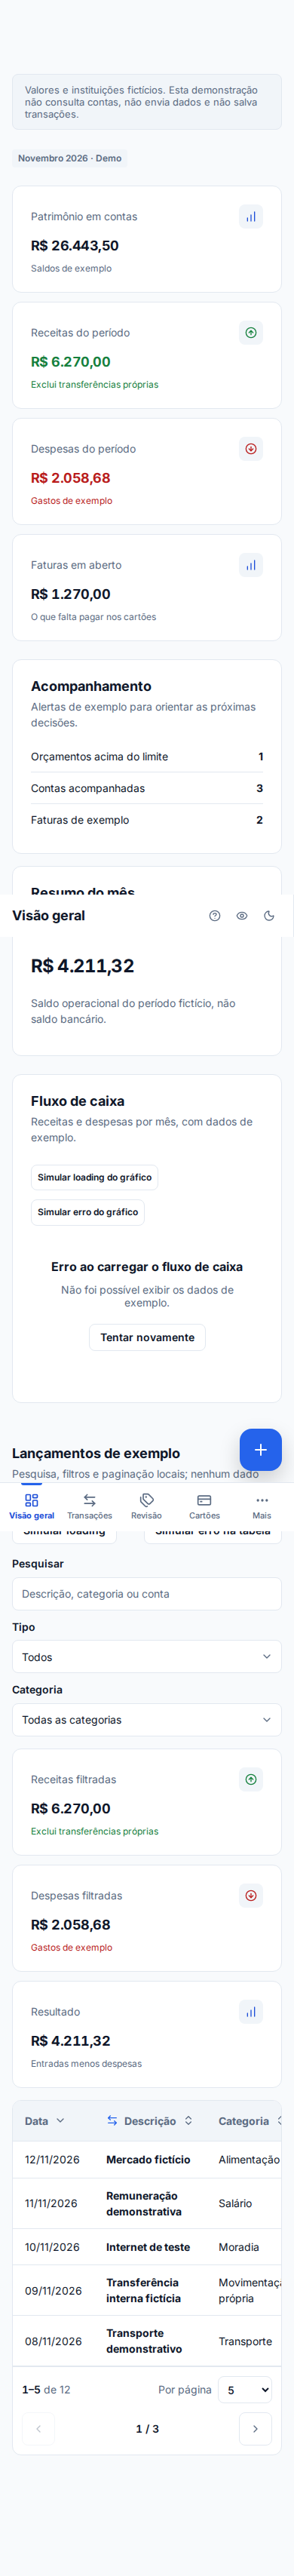 Valores e instituições fictícios. Esta demonstração
não consulta contas, não envia dados e não salva
transações.
Novembro 2026 · Demo
Patrimônio em contas
R$ 26.443,50
Saldos de exemplo
Receitas do período
R$ 6.270,00
Exclui transferências próprias
Despesas do período
R$ 2.058,68
Gastos de exemplo
Faturas em aberto
R$ 1.270,00
O que falta pagar nos cartões
Acompanhamento
Alertas de exemplo para orientar as próximas
decisões.
Orçamentos acima do limite 1
Contas acompanhadas 3
Faturas de exemplo 2
Resumo do mês
Visão geral
R$ 4.211,32
Saldo operacional do período fictício, não
saldo bancário.
Fluxo de caixa
Receitas e despesas por mês, com dados de
exemplo.
Simular loading do gráfico
Simular erro do gráfico
Erro ao carregar o fluxo de caixa
Não foi possível exibir os dados de
exemplo.
Tentar novamente
Lançamentos de exemplo
Pesquisa, filtros e paginação locais; nenhum dado
Visão geral Transações Revisão Cartões Mais
Simular loading Simular erro na tabela
Pesquisar
Descrição, categoria ou conta
Tipo
Todos
Categoria
Todas as categorias
Receitas filtradas
R$ 6.270,00
Exclui transferências próprias
Despesas filtradas
R$ 2.058,68
Gastos de exemplo
Resultado
R$ 4.211,32
Entradas menos despesas
Data Descrição Categoria
12/11/2026 Mercado fictício Alimentação
11/11/2026 Remuneração
demonstrativa Salário
10/11/2026 Internet de teste Moradia
09/11/2026 Transferência
interna fictícia Movimentaç
própria
08/11/2026 Transporte
demonstrativo Transporte
1–5 de 12 Por página 5
1 / 3